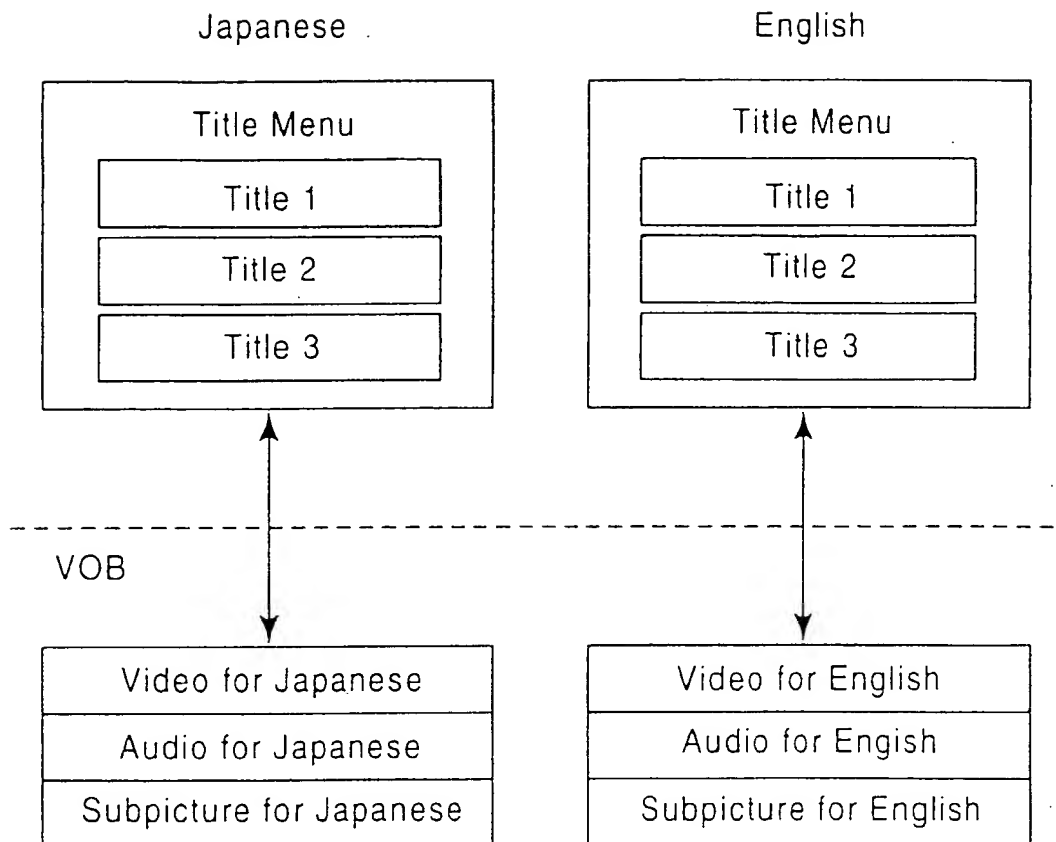 Japanese
English
Title Menu
Title 1
Title 2
Title 3
Title Menu
Title 1
Title 2
Title 3
VOB
Video for Japanese
Audio for Japanese
Subpicture for Japanese
Video for English
Audio for Engish
Subpicture for English